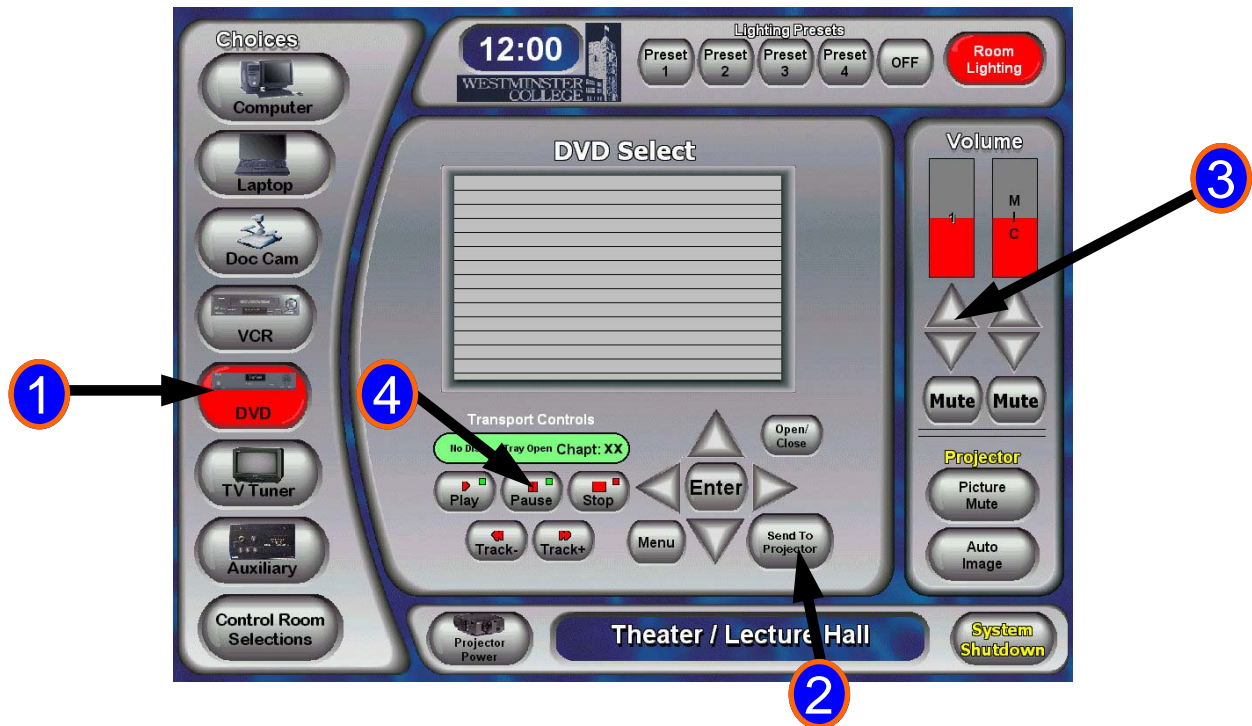 Choices
Computer
Laptop
Doc Cam
VCR
DVD
TV Tuner
Auxiliary
Control Room
Selections
12:00
WESTMINSTER
COLLEGE
Lighting Presets
Preset
1
Preset
2
Preset
3
Preset
4
OFF
Room
Lighting
DVD Select
Transport Controls
No Tray Open Chapt: XX
Play
Pause
Stop
Track-
Track+
Enter
Menu
Open/
Close
Send To
Projector
Volume
1
M
I
C
Mute
Mute
Projector
Picture
Mute
Auto
Image
Projector
Power
Theater / Lecture Hall
System
Shutdown
1
2
3
4